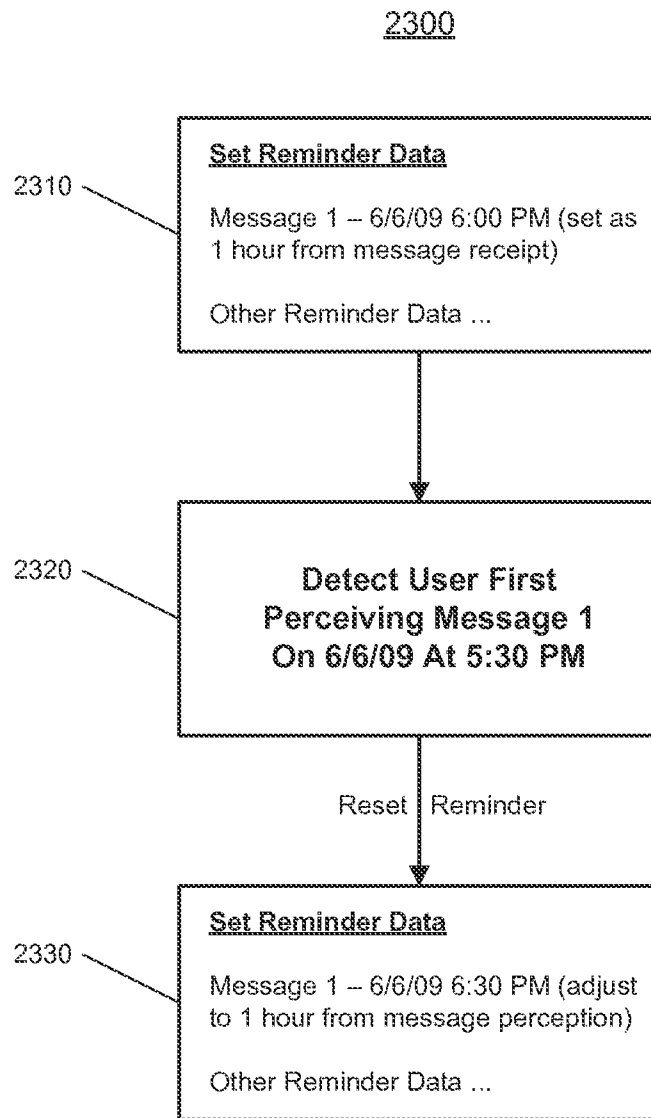 2300
2310
Set Reminder Data
Message 1 – 6/6/09 6:00 PM (set as
1 hour from message receipt)
Other Reminder Data ...
2320
Detect User First
Perceiving Message 1
On 6/6/09 At 5:30 PM
Reset Reminder
2330
Set Reminder Data
Message 1 – 6/6/09 6:30 PM (adjust
to 1 hour from message perception)
Other Reminder Data ...